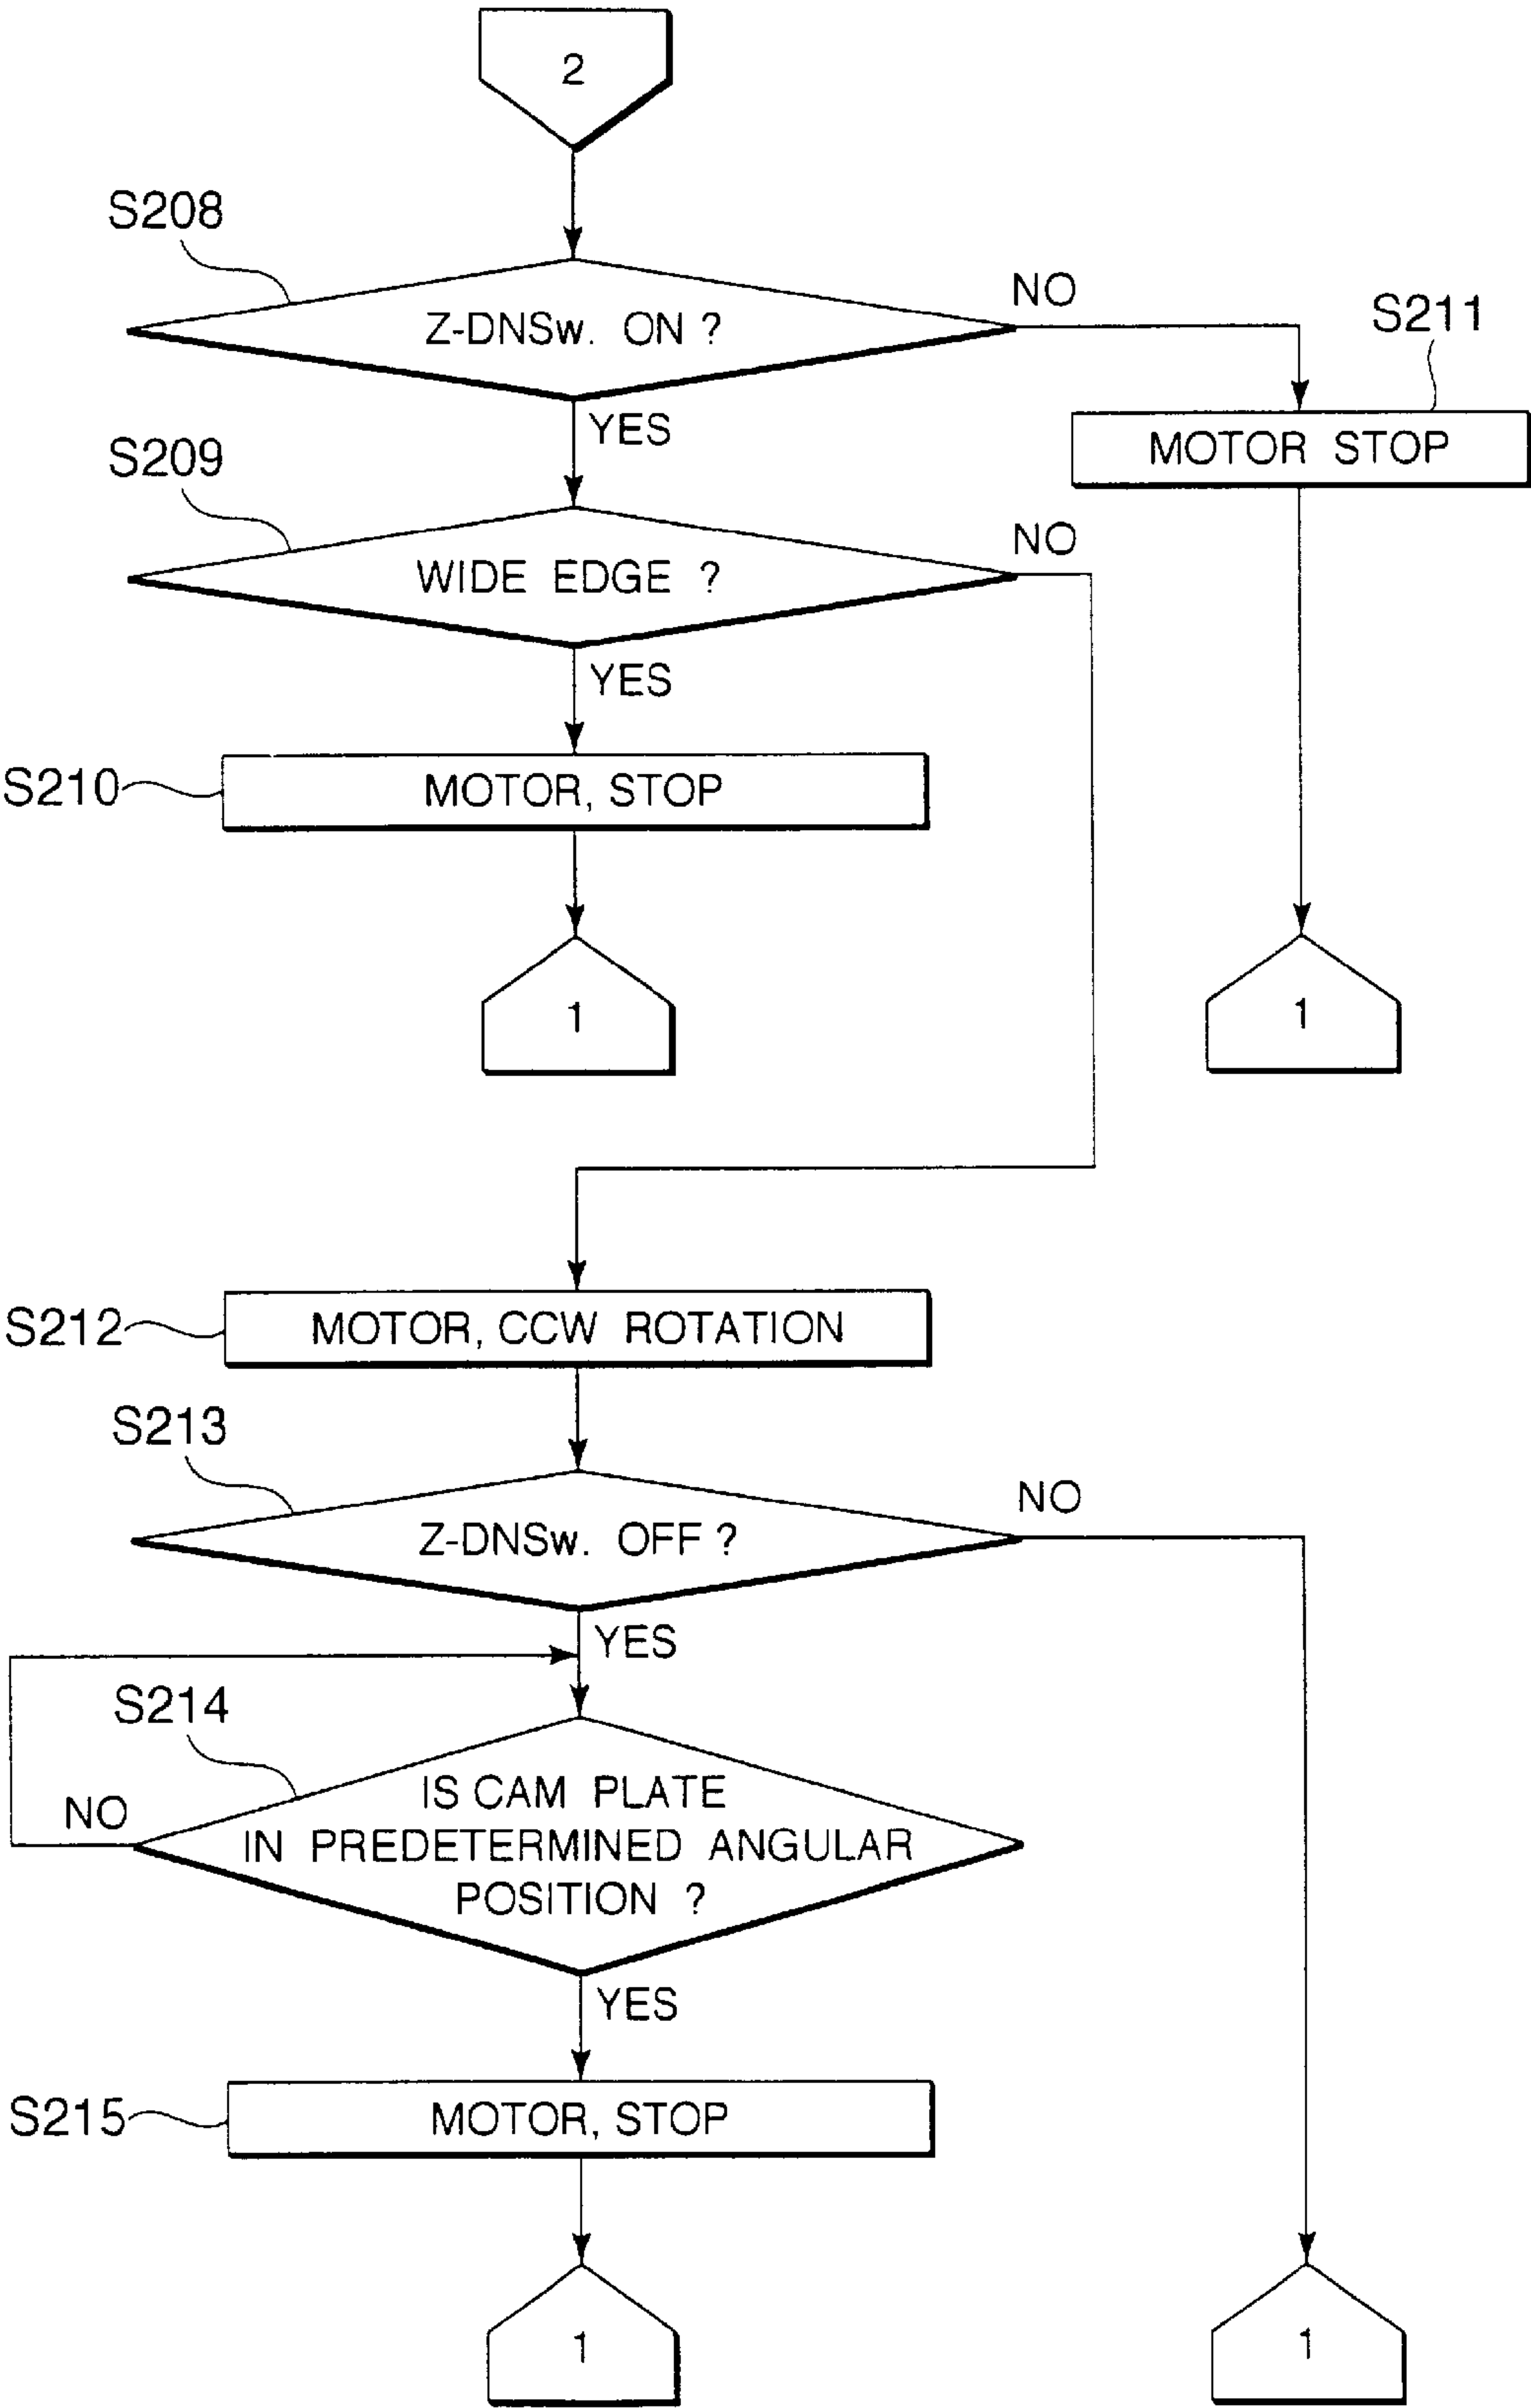 2
S208
Z-DNSw. ON ?
NO
S211
MOTOR STOP
YES
S209
WIDE EDGE ?
NO
YES
S210
MOTOR, STOP
1
1
S212
MOTOR, CCW ROTATION
S213
Z-DNSw. OFF ?
NO
YES
S214
IS CAM PLATE
IN PREDETERMINED ANGULAR
POSITION ?
NO
YES
S215
MOTOR, STOP
1
1